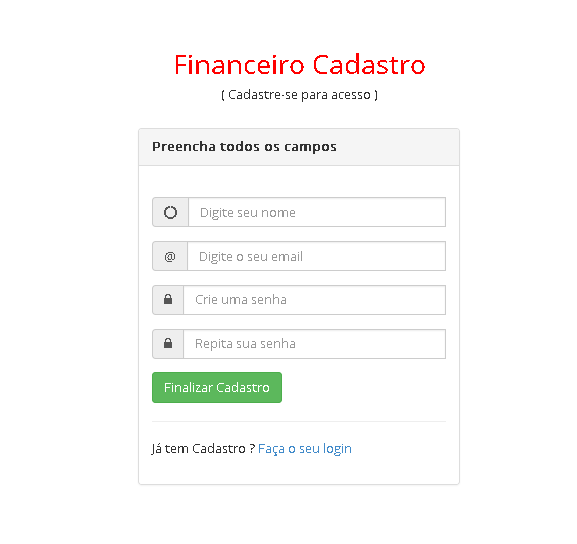 Financeiro Cadastro
( Cadastre-se para acesso )
Preencha todos os campos
Digite seu nome
@ Digite o seu email
Crie uma senha
Repita sua senha
Finalizar Cadastro
Já tem Cadastro ? Faça o seu login